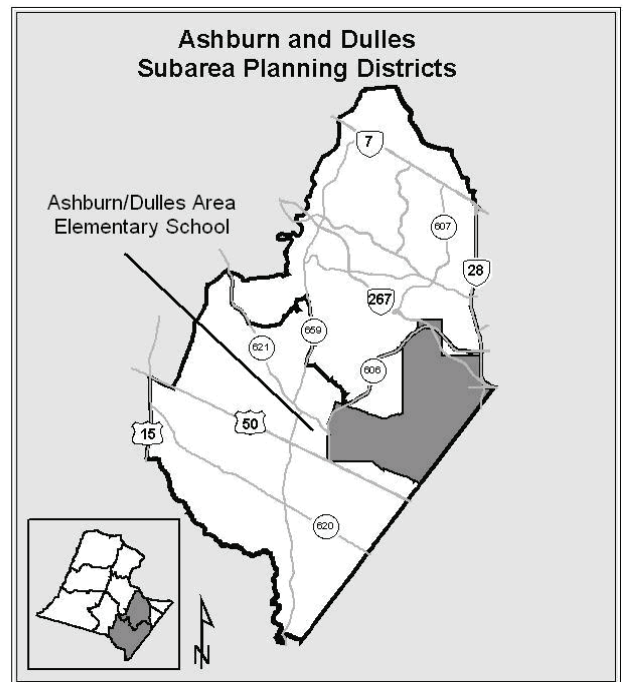 Ashburn and Dulles
Subarea Planning Districts
7
Ashburn/Dulles Area
Elementary School
607
28
267
659
621
606
50
15
620
N